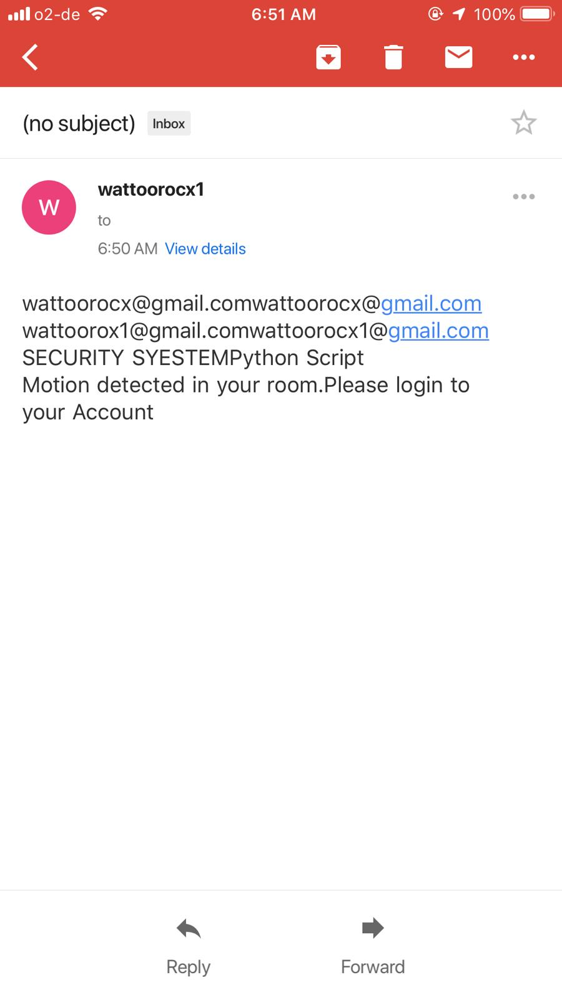 o2-de 6:51 AM 100%
(no subject) Inbox
W
wattoorocx1
to
6:50 AM View details
wattoorocx@gmail.comwattoorocx@gmail.com
wattoorox1@gmail.comwattoorocx1@gmail.com
SECURITY SYESTEMPython Script
Motion detected in your room.Please login to
your Account
Reply Forward